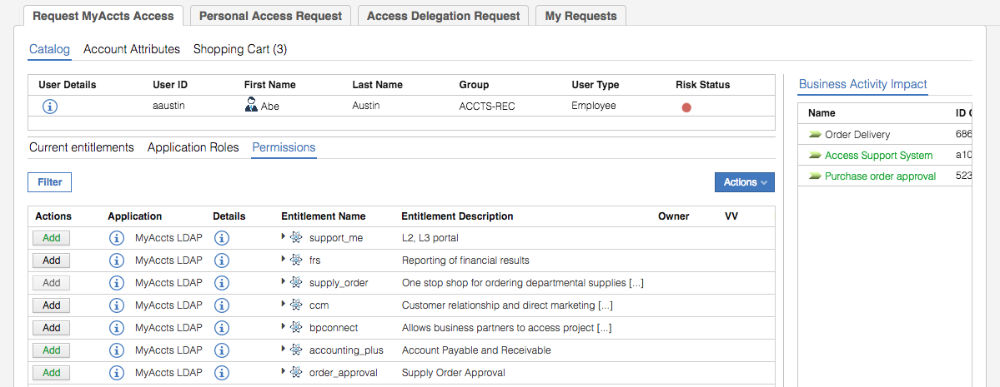 Request MyAccts Access Personal Access Request Access Delegation Request My Requests
Catalog Account Attributes Shopping Cart (3)
User Details User ID First Name Last Name Group User Type Risk Status
aaustin Abe Austin ACCTS-REC Employee
Business Activity Impact
Name ID
Order Delivery 686
Access Support System a10
Purchase order approval 523
Current entitlements Application Roles Permissions
Filter Actions
Actions Application Details Entitlement Name Entitlement Description Owner VV
Add MyAccts LDAP support_me L2, L3 portal
Add MyAccts LDAP frs Reporting of financial results
Add MyAccts LDAP supply_order One stop shop for ordering departmental supplies [...]
Add MyAccts LDAP ccm Customer relationship and direct marketing [...]
Add MyAccts LDAP bpconnect Allows business partners to access project [...]
Add MyAccts LDAP accounting_plus Account Payable and Receivable
Add MyAccts LDAP order_approval Supply Order Approval